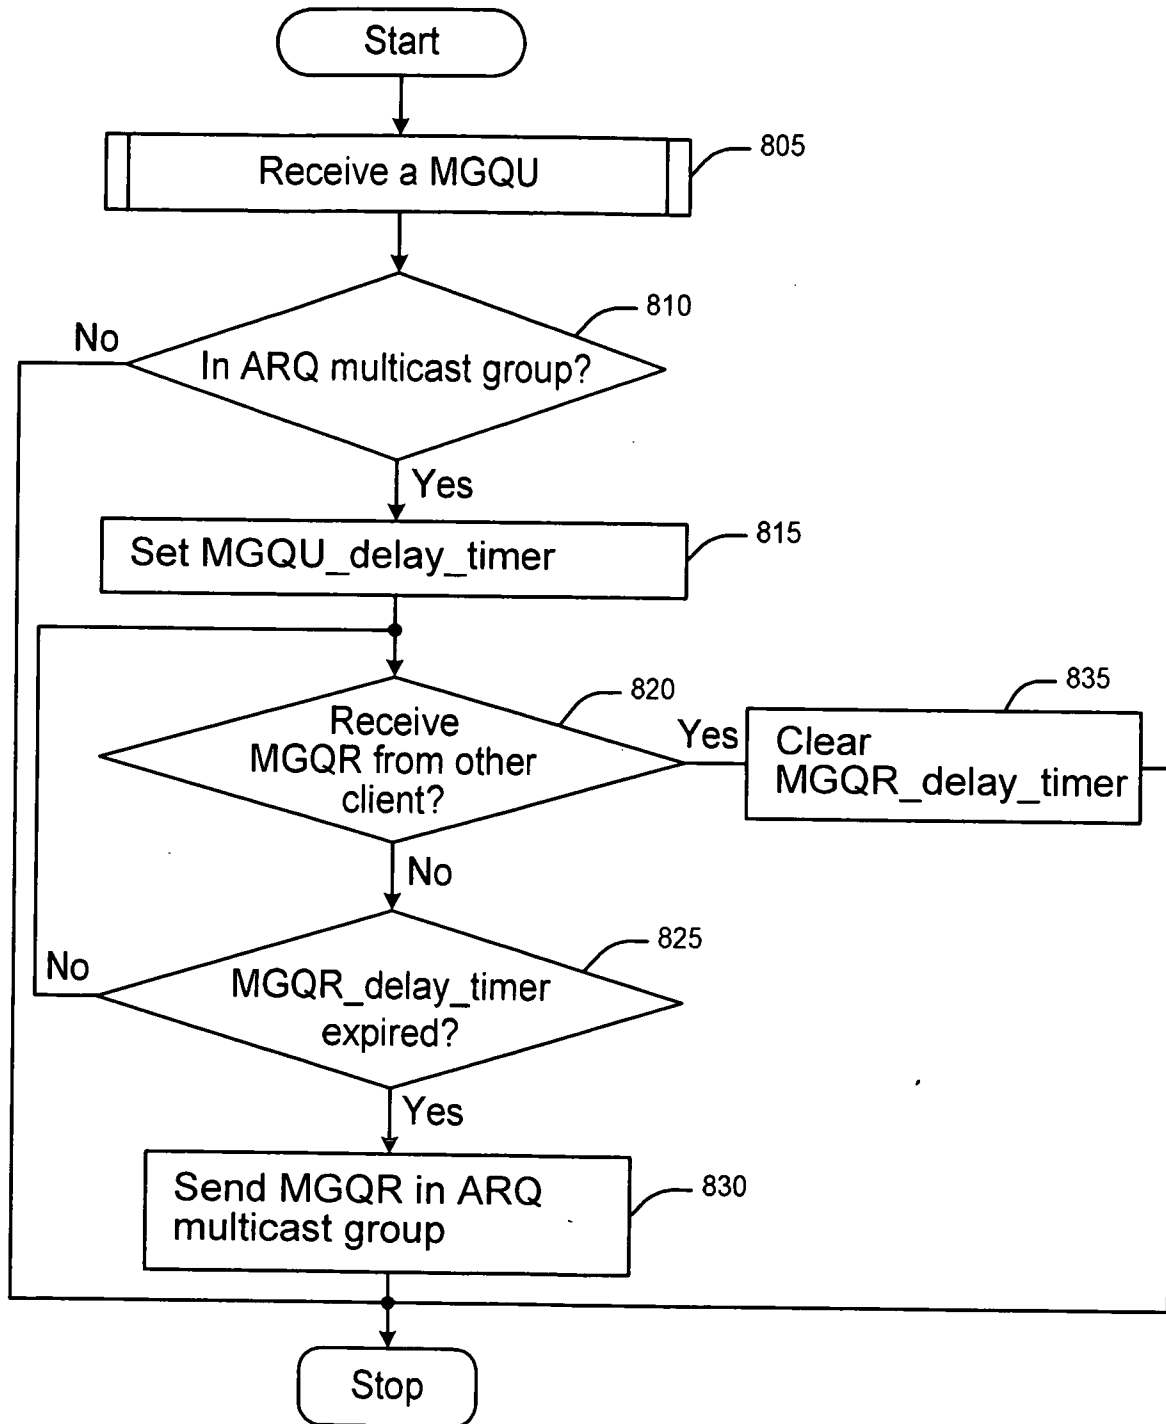 Start
Receive a MGQU
805
810
No
In ARQ multicast group?
Yes
Set MGQU_delay_timer
815
820
Receive
MGQR from other
client?
Yes
835
Clear
MGQR_delay_timer
No
825
No
MGQR_delay_timer
expired?
Yes
Send MGQR in ARQ
multicast group
830
Stop